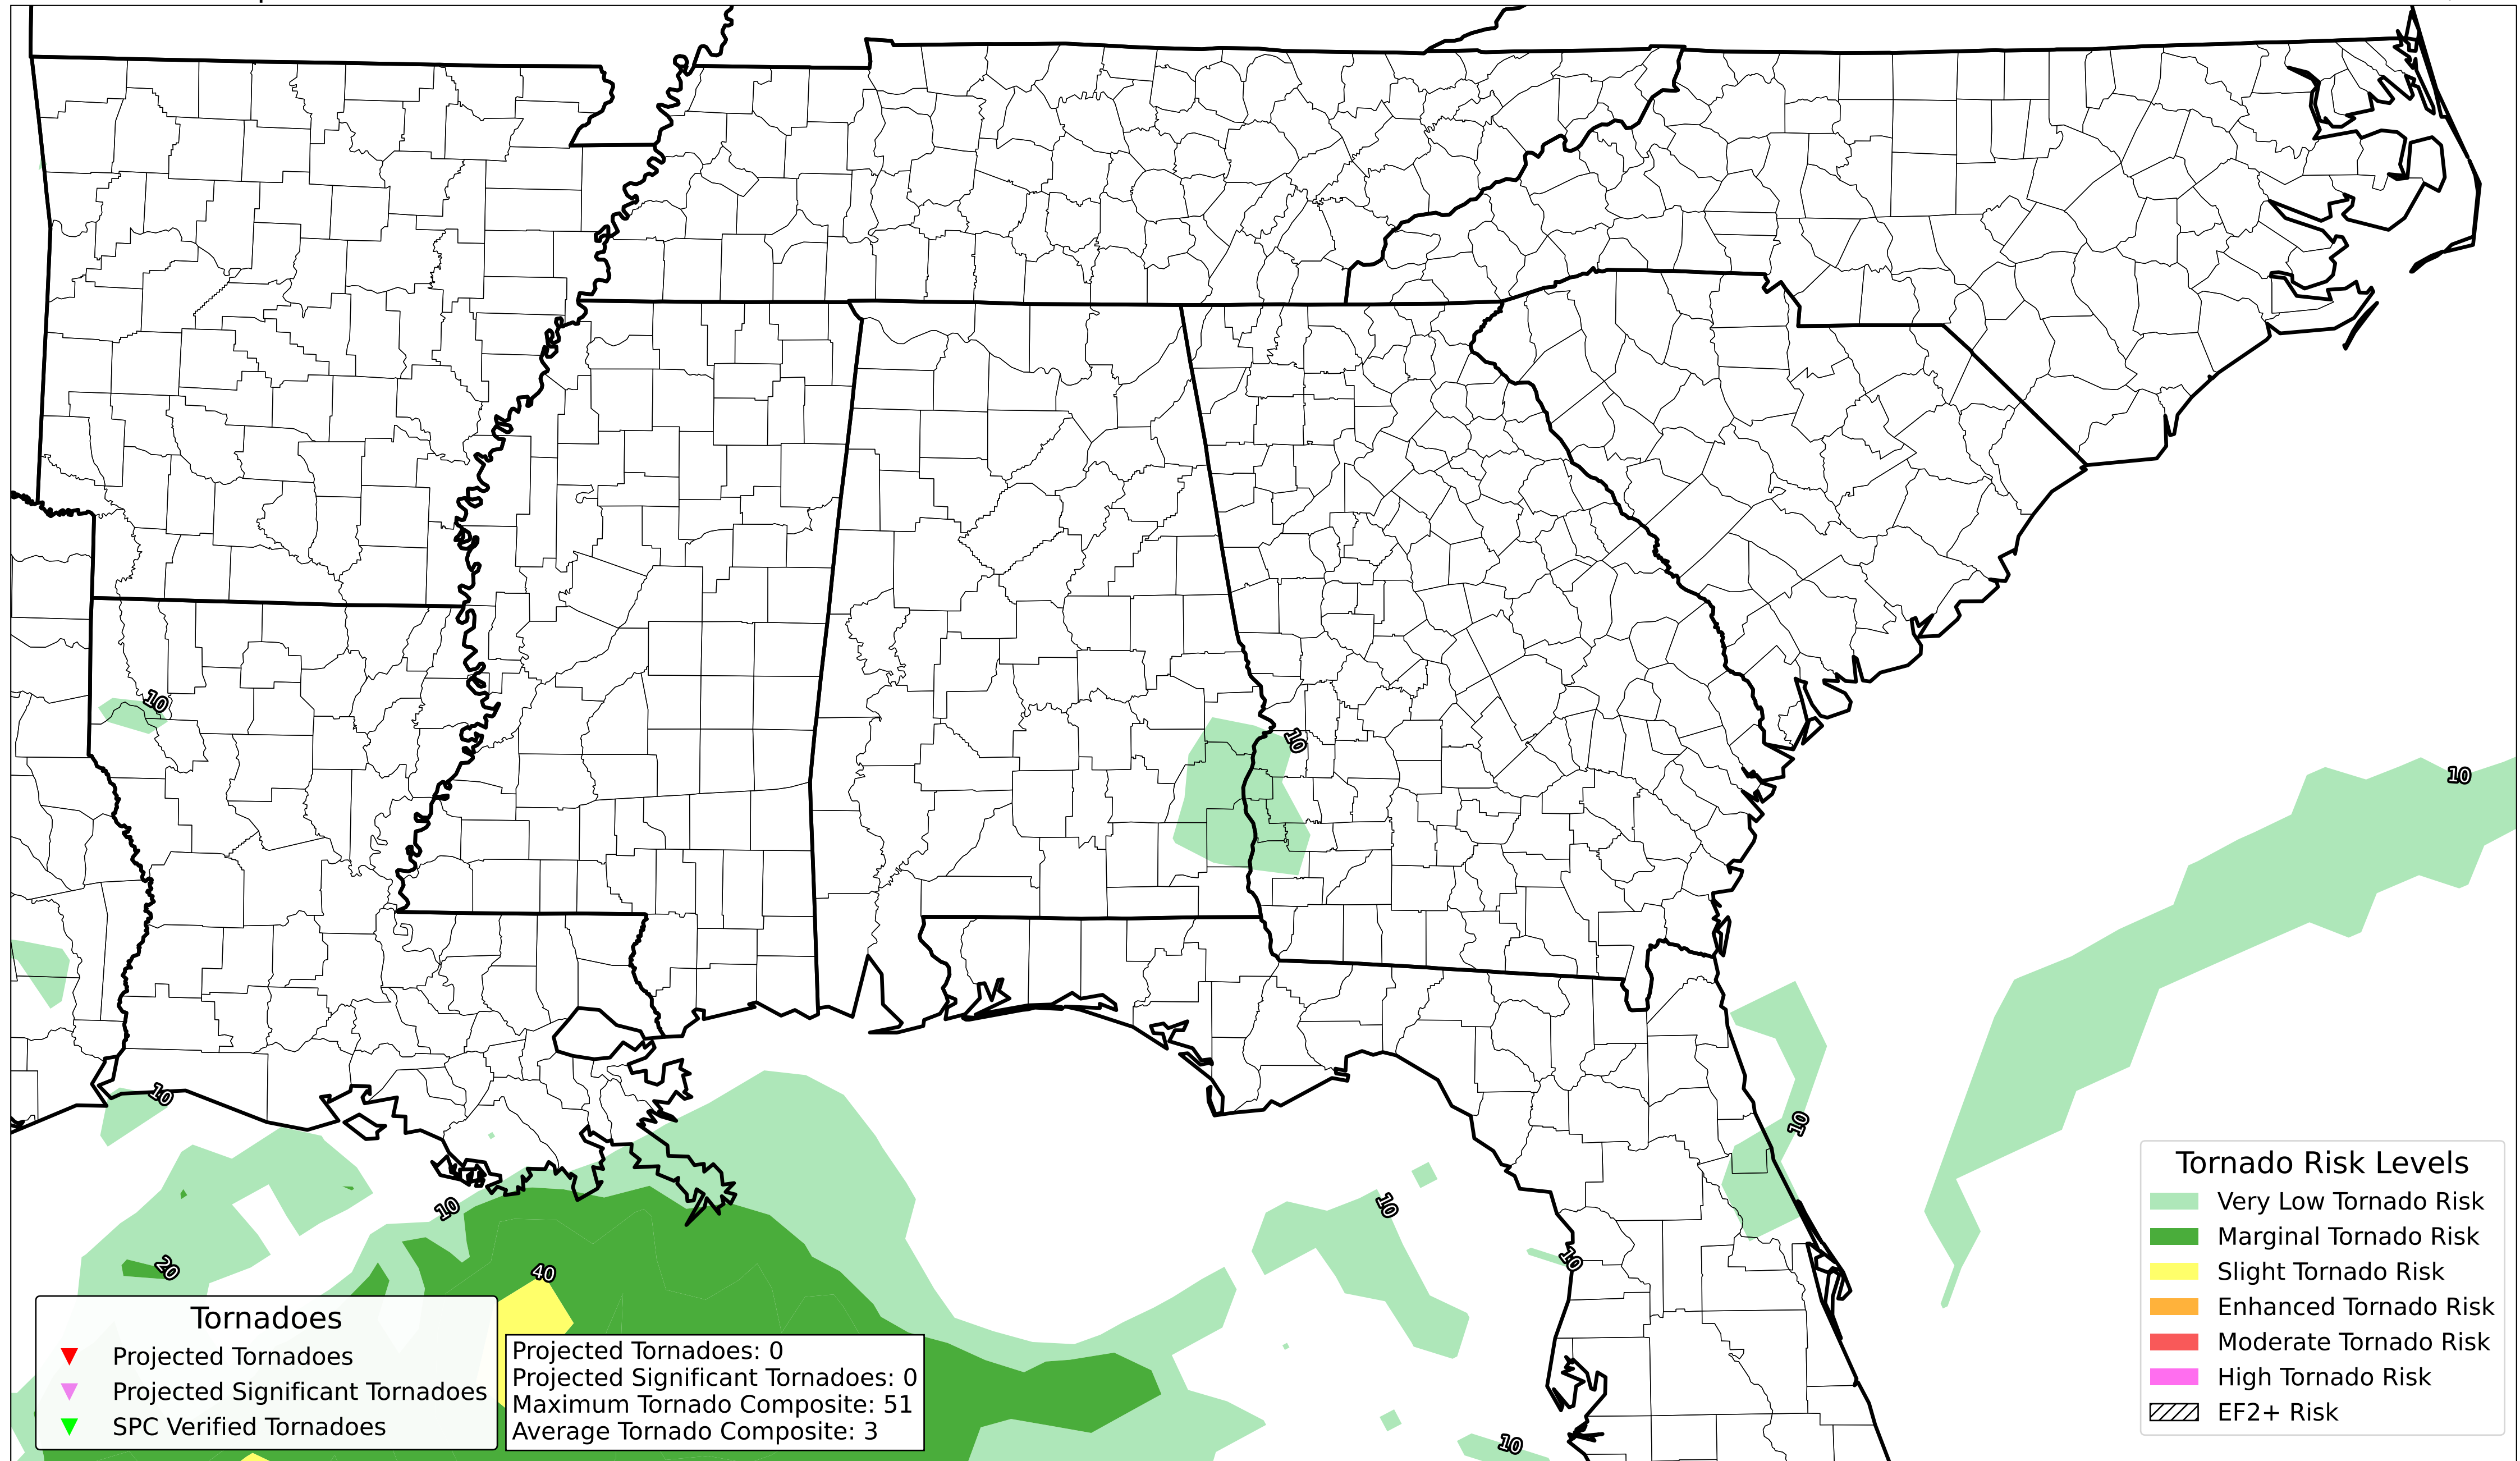 10
10
10
10
10
10
10
20
10
40
10
Tornado Risk Levels
Very Low Tornado Risk
Marginal Tornado Risk
Slight Tornado Risk
Enhanced Tornado Risk
Moderate Tornado Risk
High Tornado Risk
EF2+ Risk
Tornadoes
Projected Tornadoes
Projected Significant Tornadoes
SPC Verified Tornadoes
Projected Tornadoes: 0
Projected Significant Tornadoes: 0
Maximum Tornado Composite: 51
Average Tornado Composite: 3
10